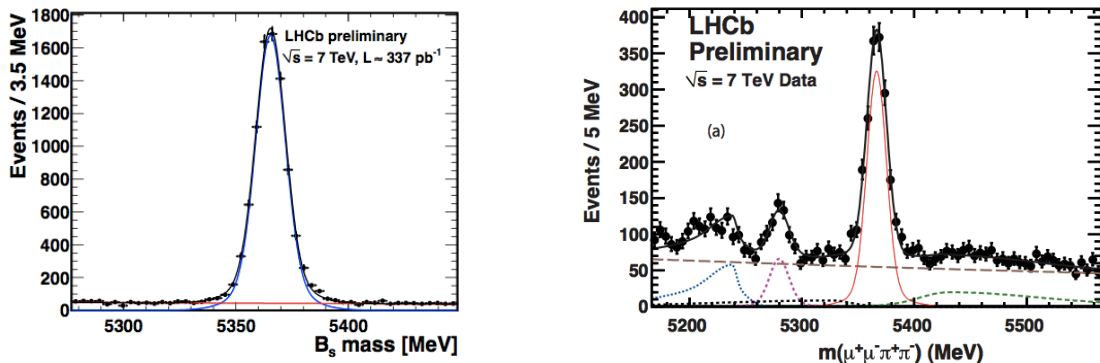 Events / 3.5 MeV
1800
1600
1400
1200
1000
800
600
400
200
0
LHCb preliminary
√s = 7 TeV, L ~ 337 pb⁻¹
5300
5350
5400
Bₛ mass [MeV]
Events / 5 MeV
400
350
300
250
200
150
100
50
0
LHCb
Preliminary
√s = 7 TeV Data
(a)
5200
5300
5400
5500
m(μ⁺μ⁻π⁺π⁻) (MeV)